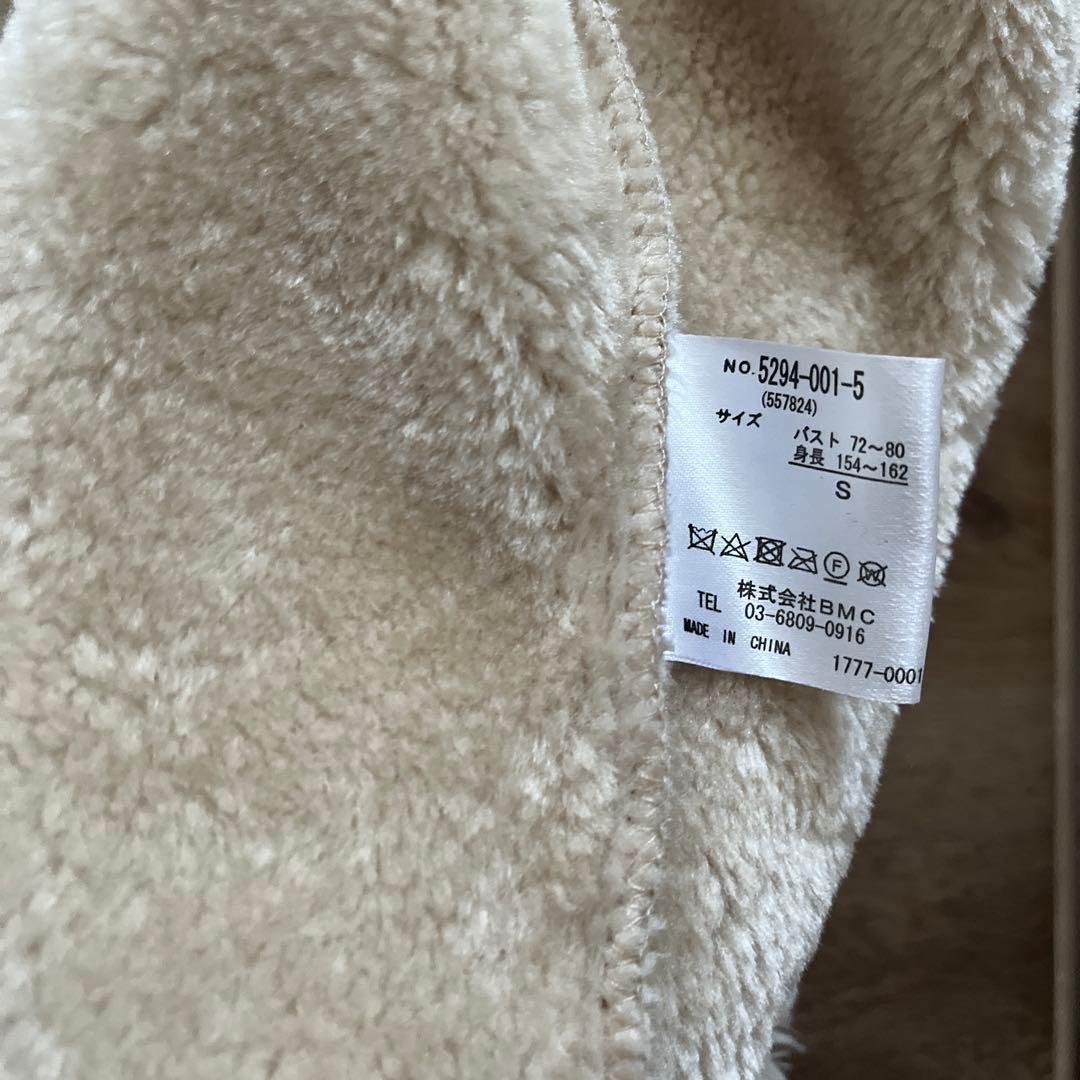 NO. 5294-001-5
(557824)
サイズ
バスト 72～80
身長 154～162
S
F W
株式会社BMC
TEL 03-6809-0916
MADE IN CHINA
1777-0001